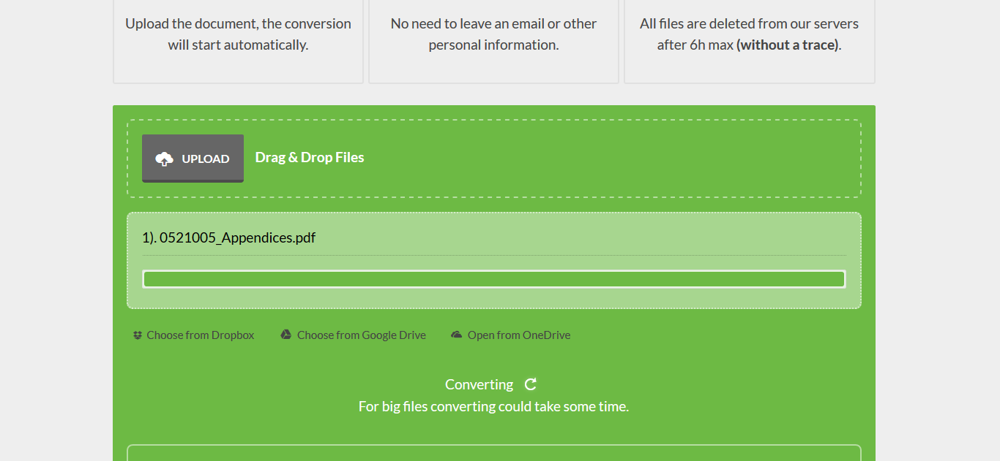 Upload the document, the conversion
will start automatically.
No need to leave an email or other
personal information.
All files are deleted from our servers
after 6h max (without a trace).
UPLOAD
Drag & Drop Files
1). 0521005_Appendices.pdf
Choose from Dropbox
Choose from Google Drive
Open from OneDrive
Converting
For big files converting could take some time.